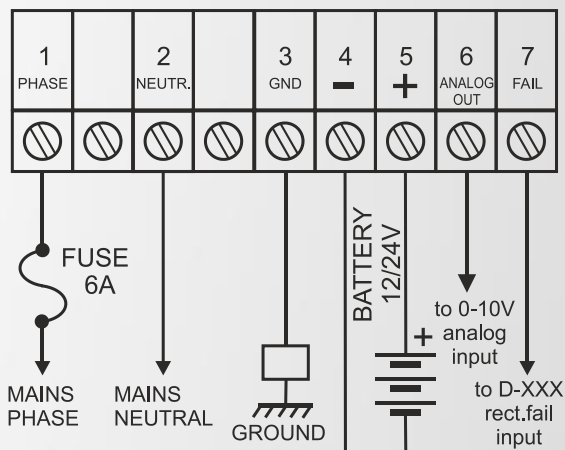 1 2 3 4 5 6 7
PHASE NEUTR. GND - + ANALOG OUT FAIL
FUSE
6A
BATTERY
12/24V
+
to 0-10V
analog
input
MAINS
PHASE
MAINS
NEUTRAL
GROUND
to D-XXX
rect.fail
input